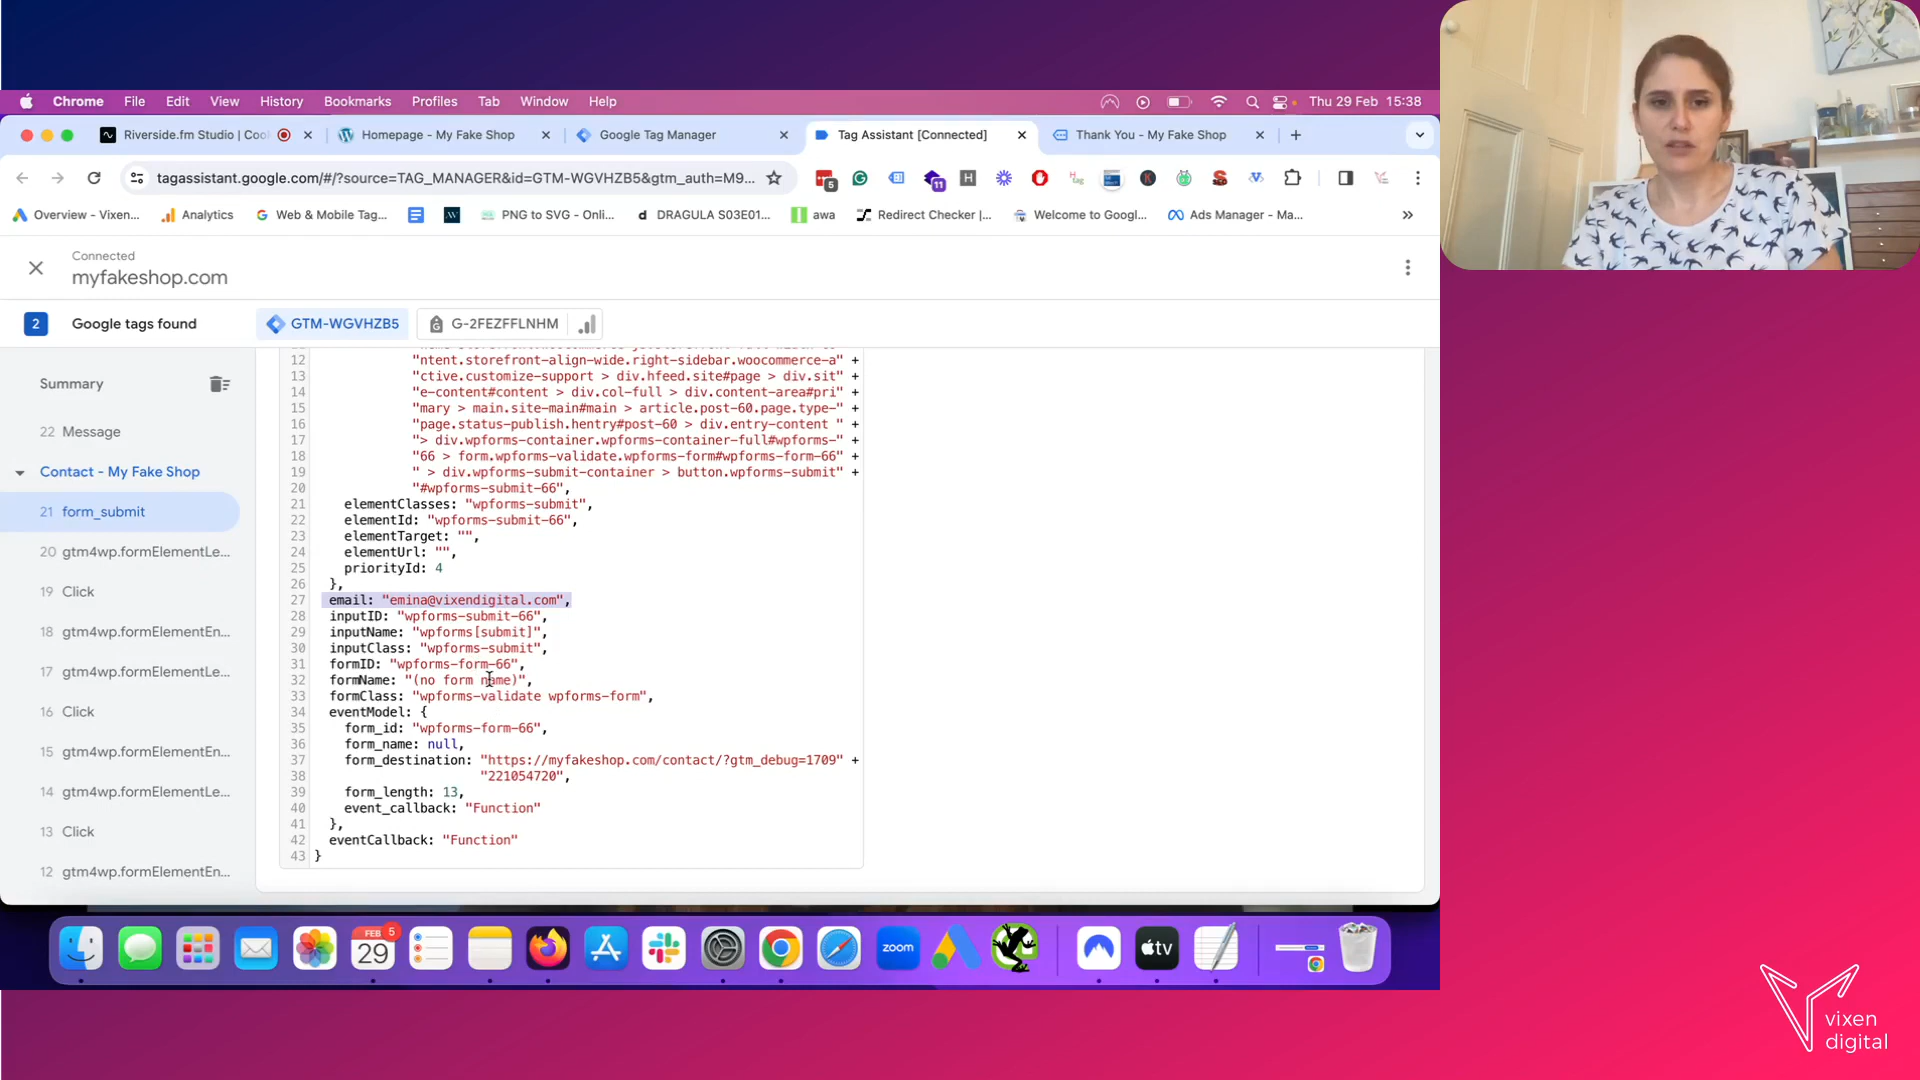 Chrome File Edit View History Bookmarks Profiles Tab Window Help Thu 29 Feb 15:38
Riverside.fm Studio | Coo Homepage - My Fake Shop Google Tag Manager Tag Assistant [Connected] Thank You - My Fake Shop
tagassistant.google.com/#/?source=TAG_MANAGER&id=GTM-WGVHZB5&gtm_auth=M9...
Overview - Vixen... Analytics Web & Mobile Tag... PNG to SVG - Onli... DRAGULA S03E01... awa Redirect Checker |... Welcome to Googl... Ads Manager - Ma...
Connected
myfakeshop.com
2 Google tags found GTM-WGVHZB5 G-2FEZFFLNHM
Summary
22 Message
Contact - My Fake Shop
21 form_submit
20 gtm4wp.formElementLe...
19 Click
18 gtm4wp.formElementEn...
17 gtm4wp.formElementLe...
16 Click
15 gtm4wp.formElementEn...
14 gtm4wp.formElementLe...
13 Click
12 gtm4wp.formElementEn...
12 "ntent.storefront-align-wide.right-sidebar.woocommerce-a" +
13 "ctive.customize-support > div.hfeed.site#page > div.sit" +
14 "e-content#content > div.col-full > div.content-area#pri" +
15 "mary > main.site-main#main > article.post-60.page.type-" +
16 "page.status-publish.hentry#post-60 > div.entry-content " +
17 "> div.wpforms-container.wpforms-container-full#wpforms-" +
18 "66 > form.wpforms-validate.wpforms-form#wpforms-form-66" +
19 " > div.wpforms-submit-container > button.wpforms-submit" +
20 "#wpforms-submit-66",
21 elementClasses: "wpforms-submit",
22 elementId: "wpforms-submit-66",
23 elementTarget: "",
24 elementUrl: "",
25 priorityId: 4
26 },
27 email: "emina@vixendigital.com",
28 inputID: "wpforms-submit-66",
29 inputName: "wpforms[submit]",
30 inputClass: "wpforms-submit",
31 formID: "wpforms-form-66",
32 formName: "(no form name)",
33 formClass: "wpforms-validate wpforms-form",
34 eventModel: {
35 form_id: "wpforms-form-66",
36 form_name: null,
37 form_destination: "https://myfakeshop.com/contact/?gtm_debug=1709" +
38 "221054720",
39 form_length: 13,
40 event_callback: "Function"
41 },
42 eventCallback: "Function"
43 }
FEB 5
29
zoom
tv
vixen
digital